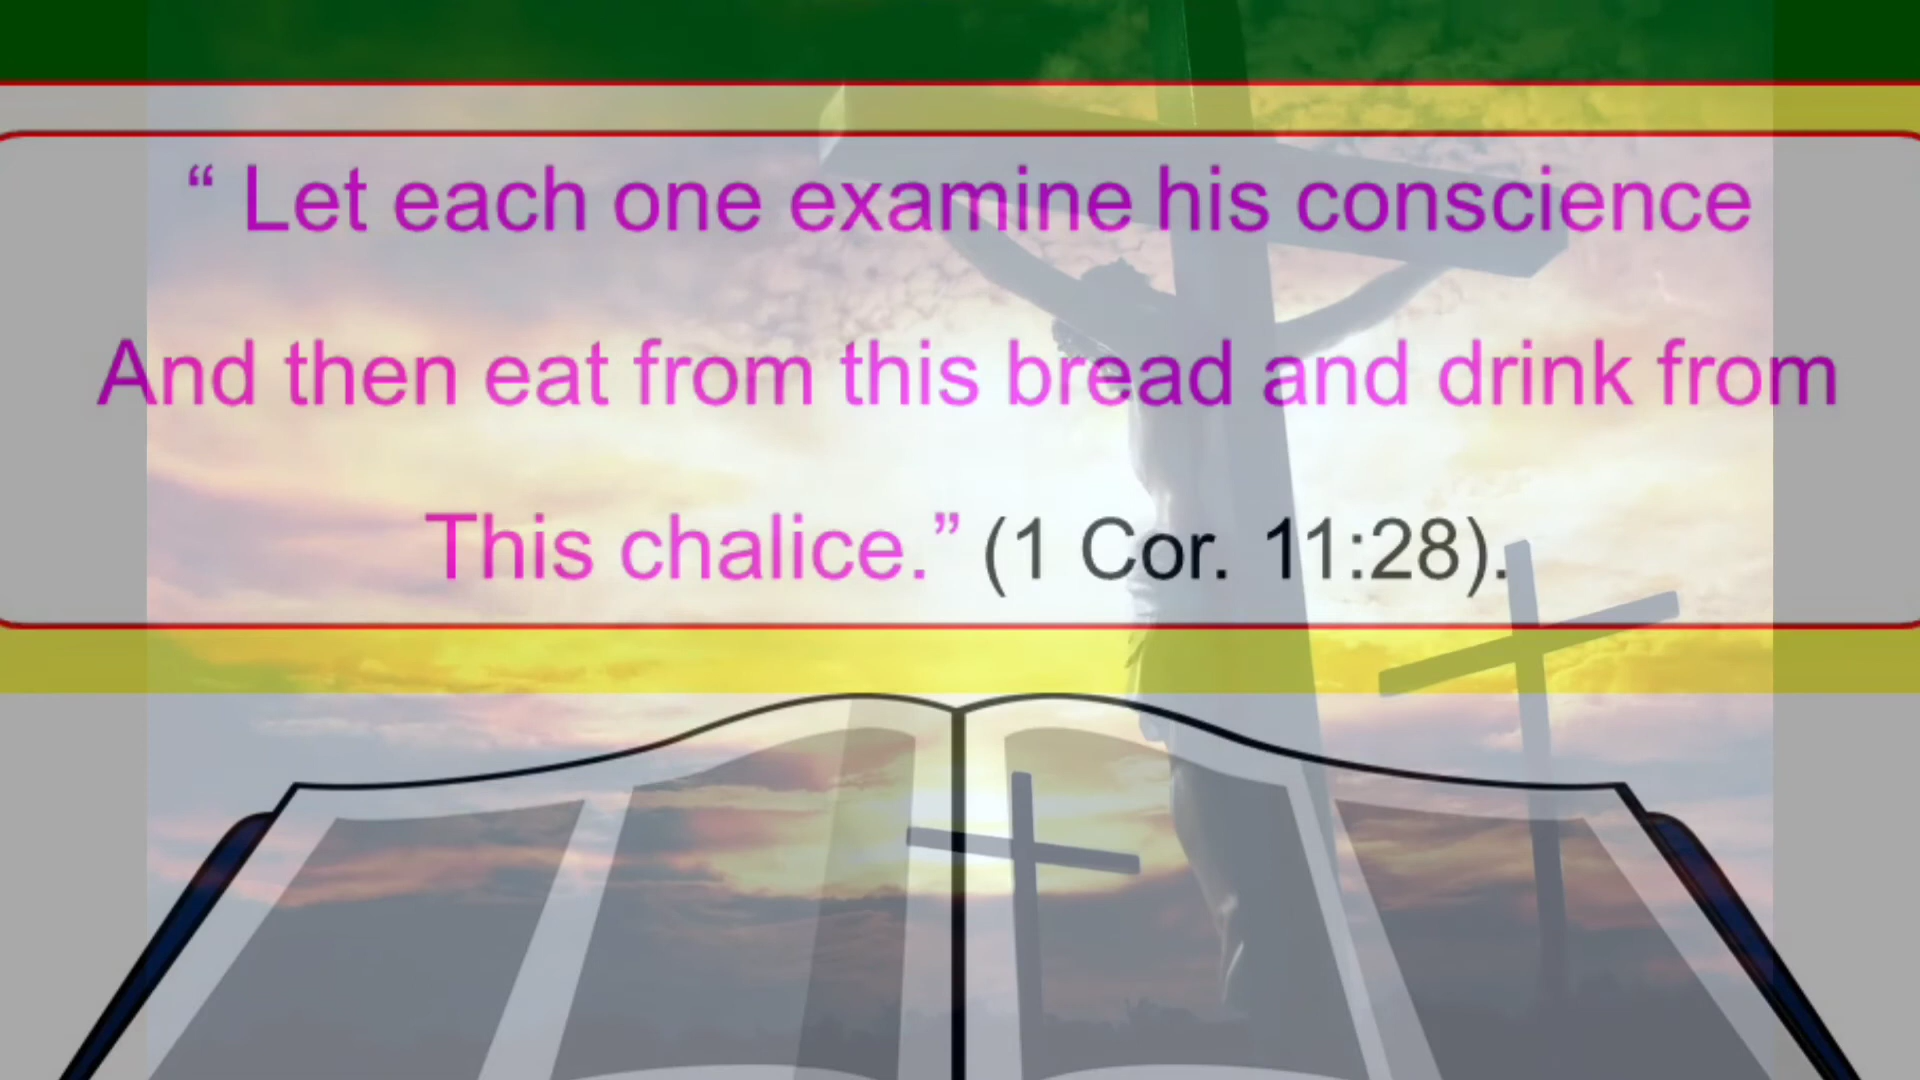 “ Let each one examine his conscience
And then eat from this bread and drink from
This chalice.” (1 Cor. 11:28).